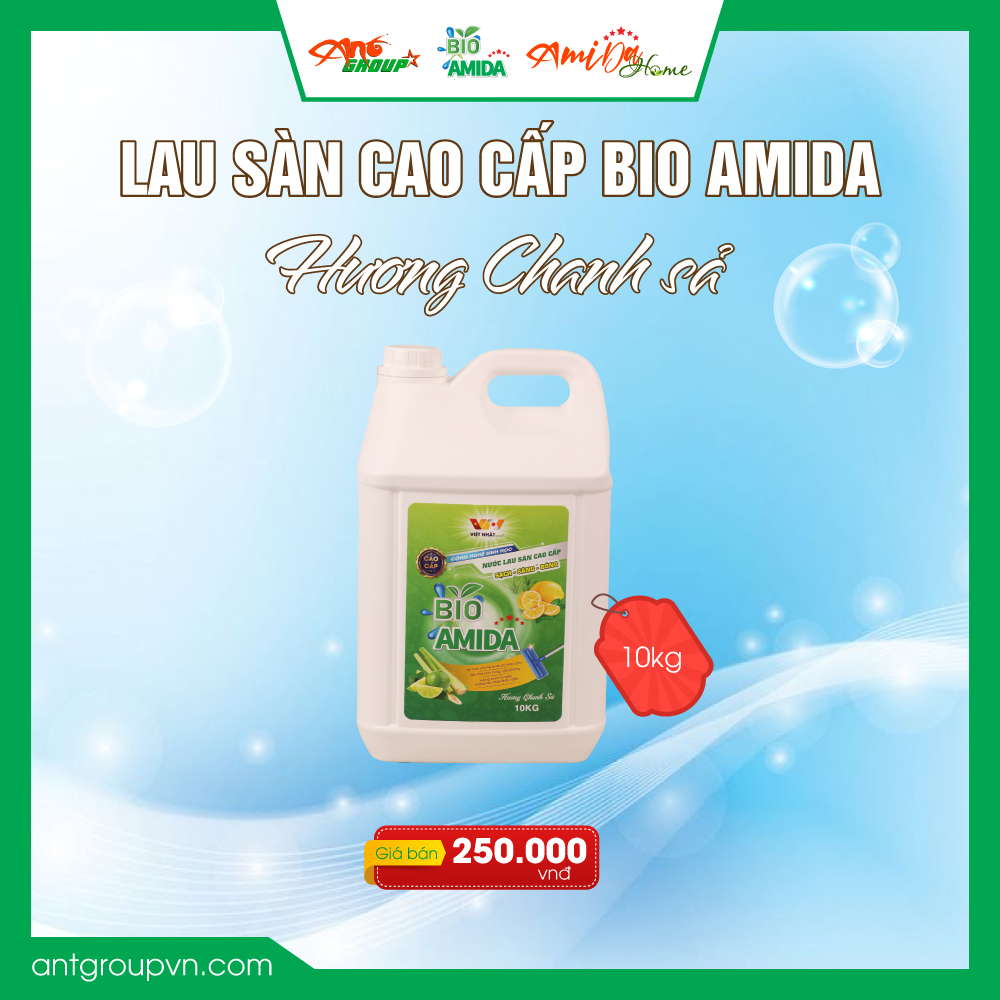 Ant GROUP
BIO AMIDA
AmiDa Home
LAU SÀN CAO CẤP BIO AMIDA
Hương Chanh sả
VIỆT NHẬT
CAO CẤP
CÔNG NGHỆ SINH HỌC
NƯỚC LAU SÀN CAO CẤP
SẠCH - SÁNG - BÓNG
BIO
AMIDA
Hương Chanh Sả
10KG
10kg
Giá bán 250.000
vnđ
antgroupvn.com